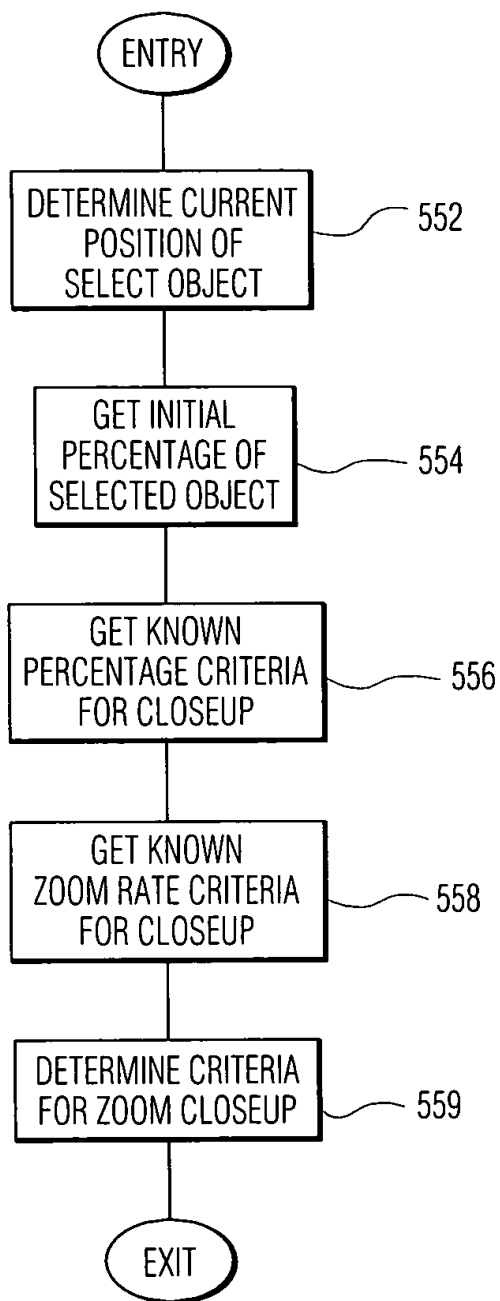 ENTRY
DETERMINE CURRENT
POSITION OF
SELECT OBJECT
552
GET INITIAL
PERCENTAGE OF
SELECTED OBJECT
554
GET KNOWN
PERCENTAGE CRITERIA
FOR CLOSEUP
556
GET KNOWN
ZOOM RATE CRITERIA
FOR CLOSEUP
558
DETERMINE CRITERIA
FOR ZOOM CLOSEUP
559
EXIT